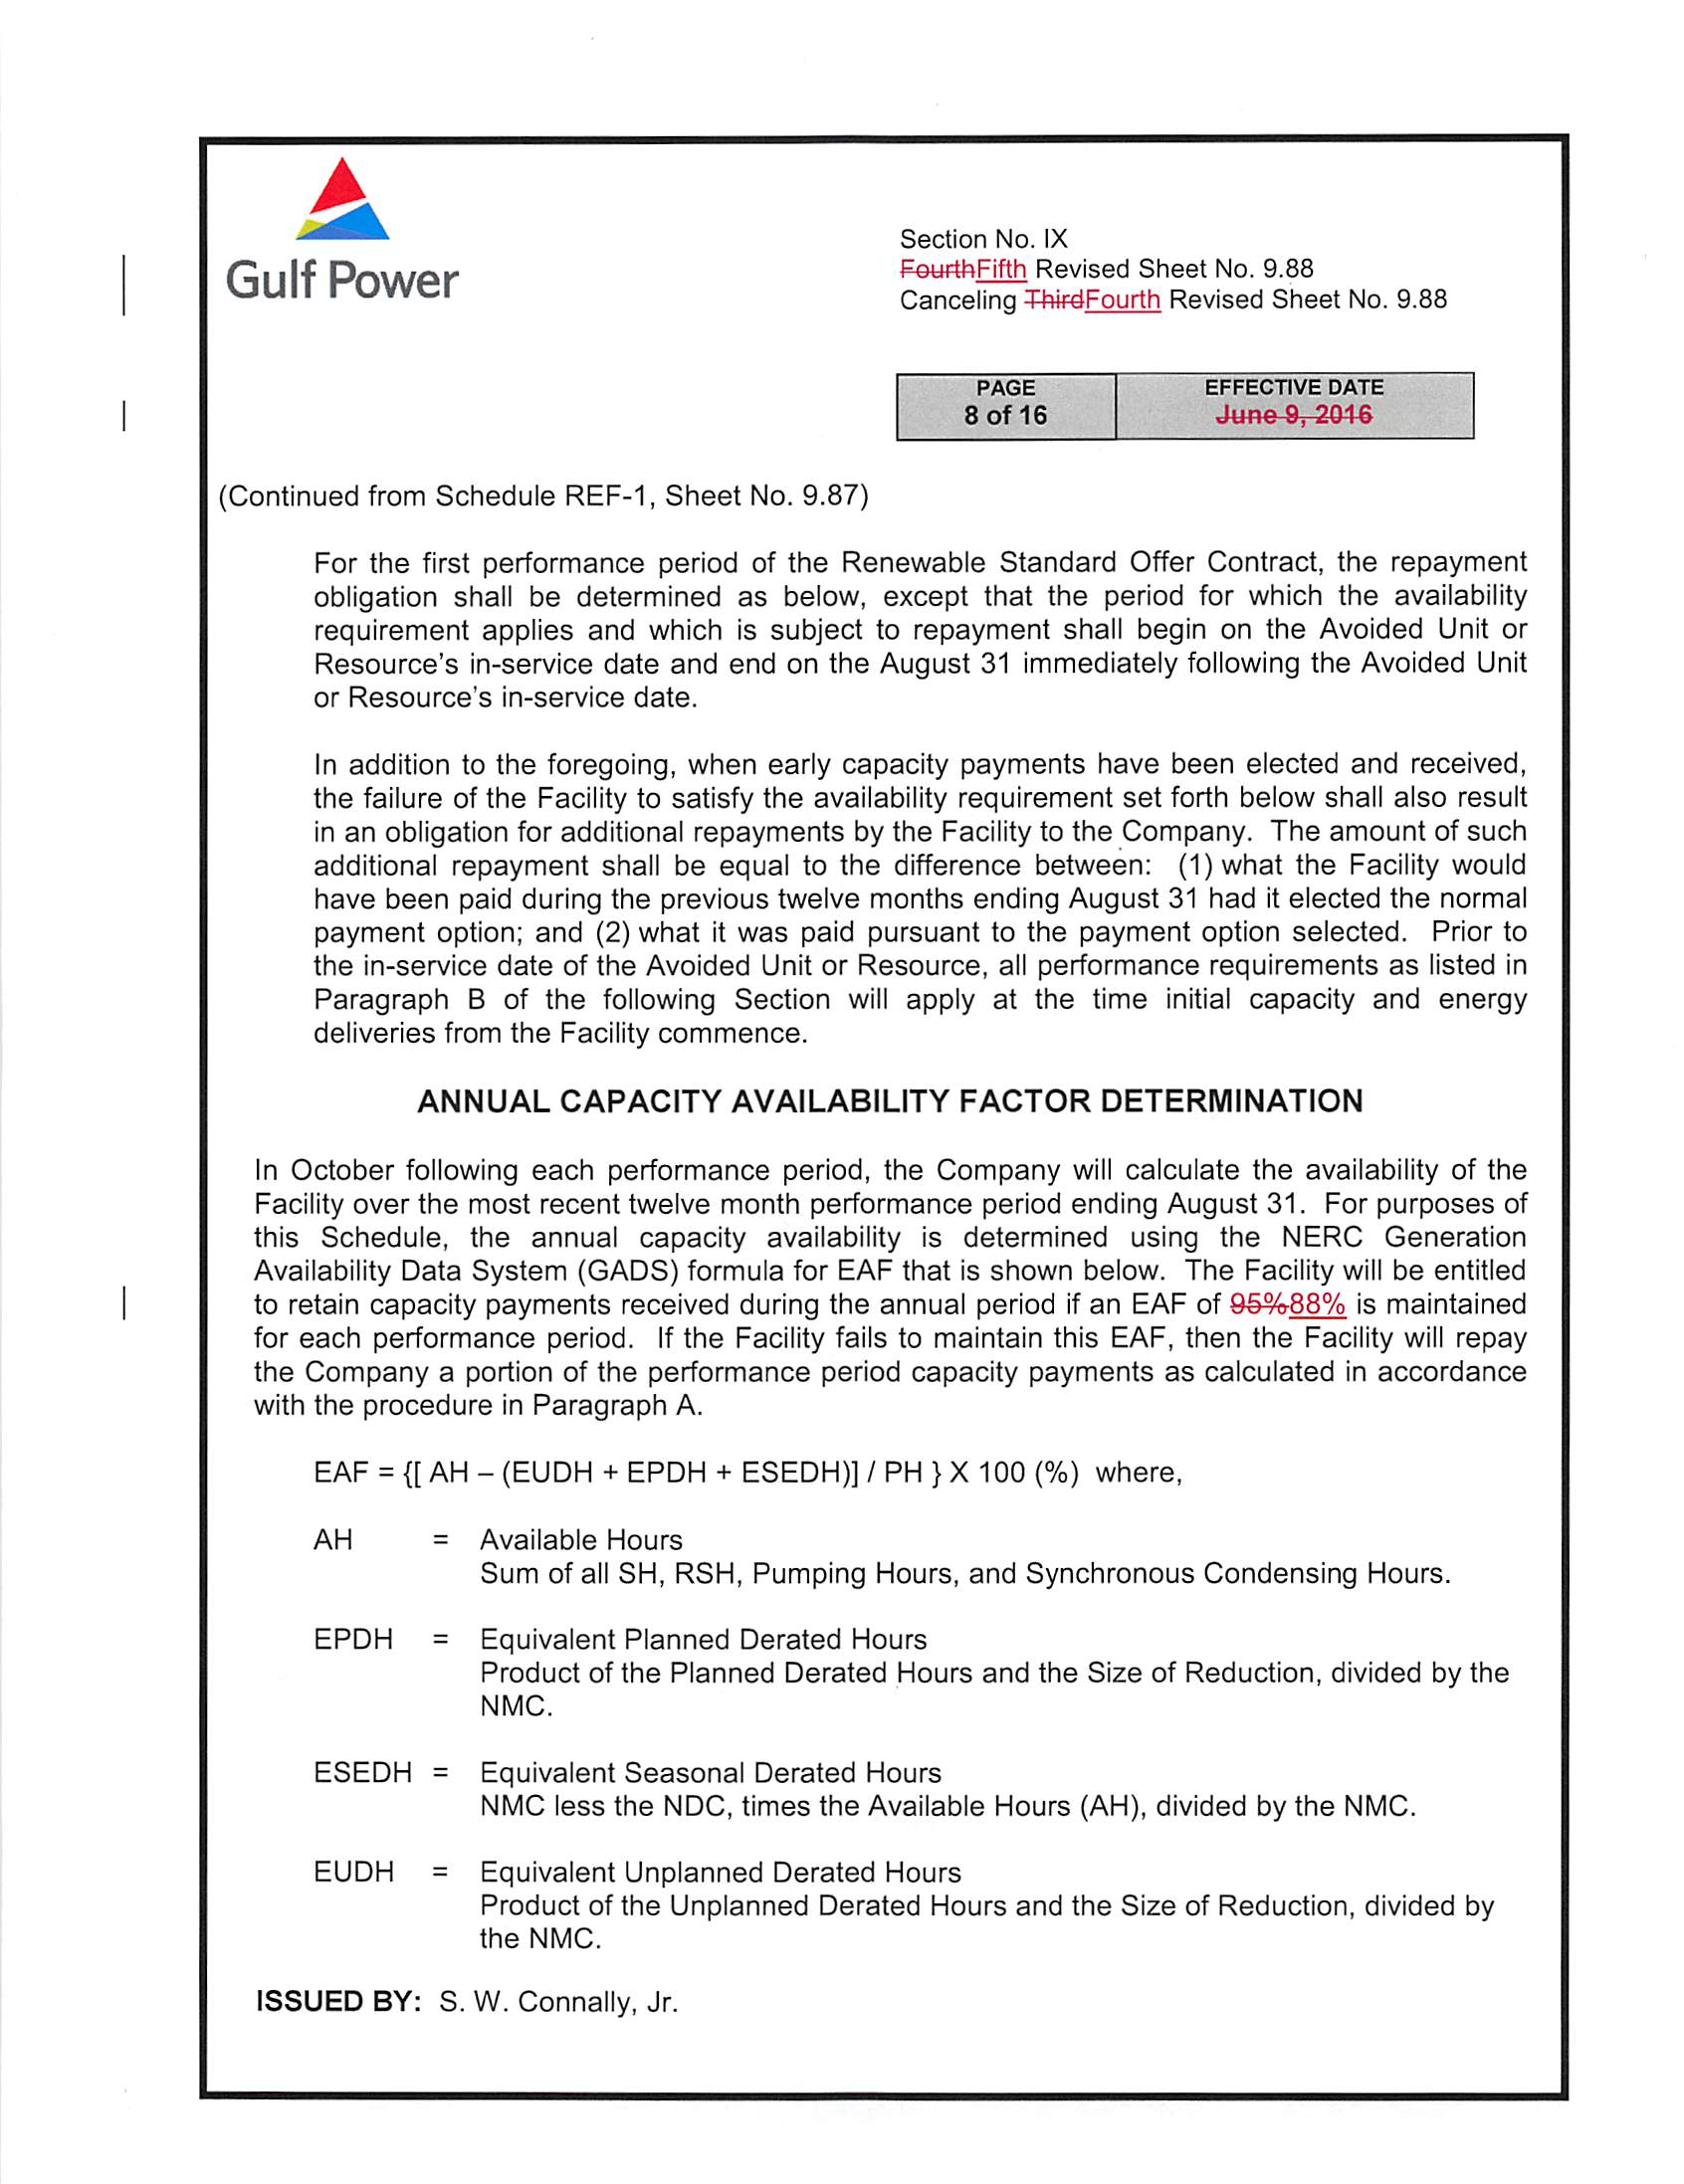 Gulf Power
Section No. IX
FourthFifth Revised Sheet No. 9.88
Canceling ThirdFourth Revised Sheet No. 9.88
PAGE
8 of 16
EFFECTIVE DATE
June 9, 2016
(Continued from Schedule REF-1, Sheet No. 9.87)
For the first performance period of the Renewable Standard Offer Contract, the repayment
obligation shall be determined as below, except that the period for which the availability
requirement applies and which is subject to repayment shall begin on the Avoided Unit or
Resource's in-service date and end on the August 31 immediately following the Avoided Unit
or Resource's in-service date.
In addition to the foregoing, when early capacity payments have been elected and received,
the failure of the Facility to satisfy the availability requirement set forth below shall also result
in an obligation for additional repayments by the Facility to the Company. The amount of such
additional repayment shall be equal to the difference between: (1) what the Facility would
have been paid during the previous twelve months ending August 31 had it elected the normal
payment option; and (2) what it was paid pursuant to the payment option selected. Prior to
the in-service date of the Avoided Unit or Resource, all performance requirements as listed in
Paragraph B of the following Section will apply at the time initial capacity and energy
deliveries from the Facility commence.
ANNUAL CAPACITY AVAILABILITY FACTOR DETERMINATION
In October following each performance period, the Company will calculate the availability of the
Facility over the most recent twelve month performance period ending August 31. For purposes of
this Schedule, the annual capacity availability is determined using the NERC Generation
Availability Data System (GADS) formula for EAF that is shown below. The Facility will be entitled
to retain capacity payments received during the annual period if an EAF of 95%88% is maintained
for each performance period. If the Facility fails to maintain this EAF, then the Facility will repay
the Company a portion of the performance period capacity payments as calculated in accordance
with the procedure in Paragraph A.
EAF = {[ AH – (EUDH + EPDH + ESEDH)] / PH } X 100 (%) where,
AH = Available Hours
Sum of all SH, RSH, Pumping Hours, and Synchronous Condensing Hours.
EPDH = Equivalent Planned Derated Hours
Product of the Planned Derated Hours and the Size of Reduction, divided by the
NMC.
ESEDH = Equivalent Seasonal Derated Hours
NMC less the NDC, times the Available Hours (AH), divided by the NMC.
EUDH = Equivalent Unplanned Derated Hours
Product of the Unplanned Derated Hours and the Size of Reduction, divided by
the NMC.
ISSUED BY: S. W. Connally, Jr.